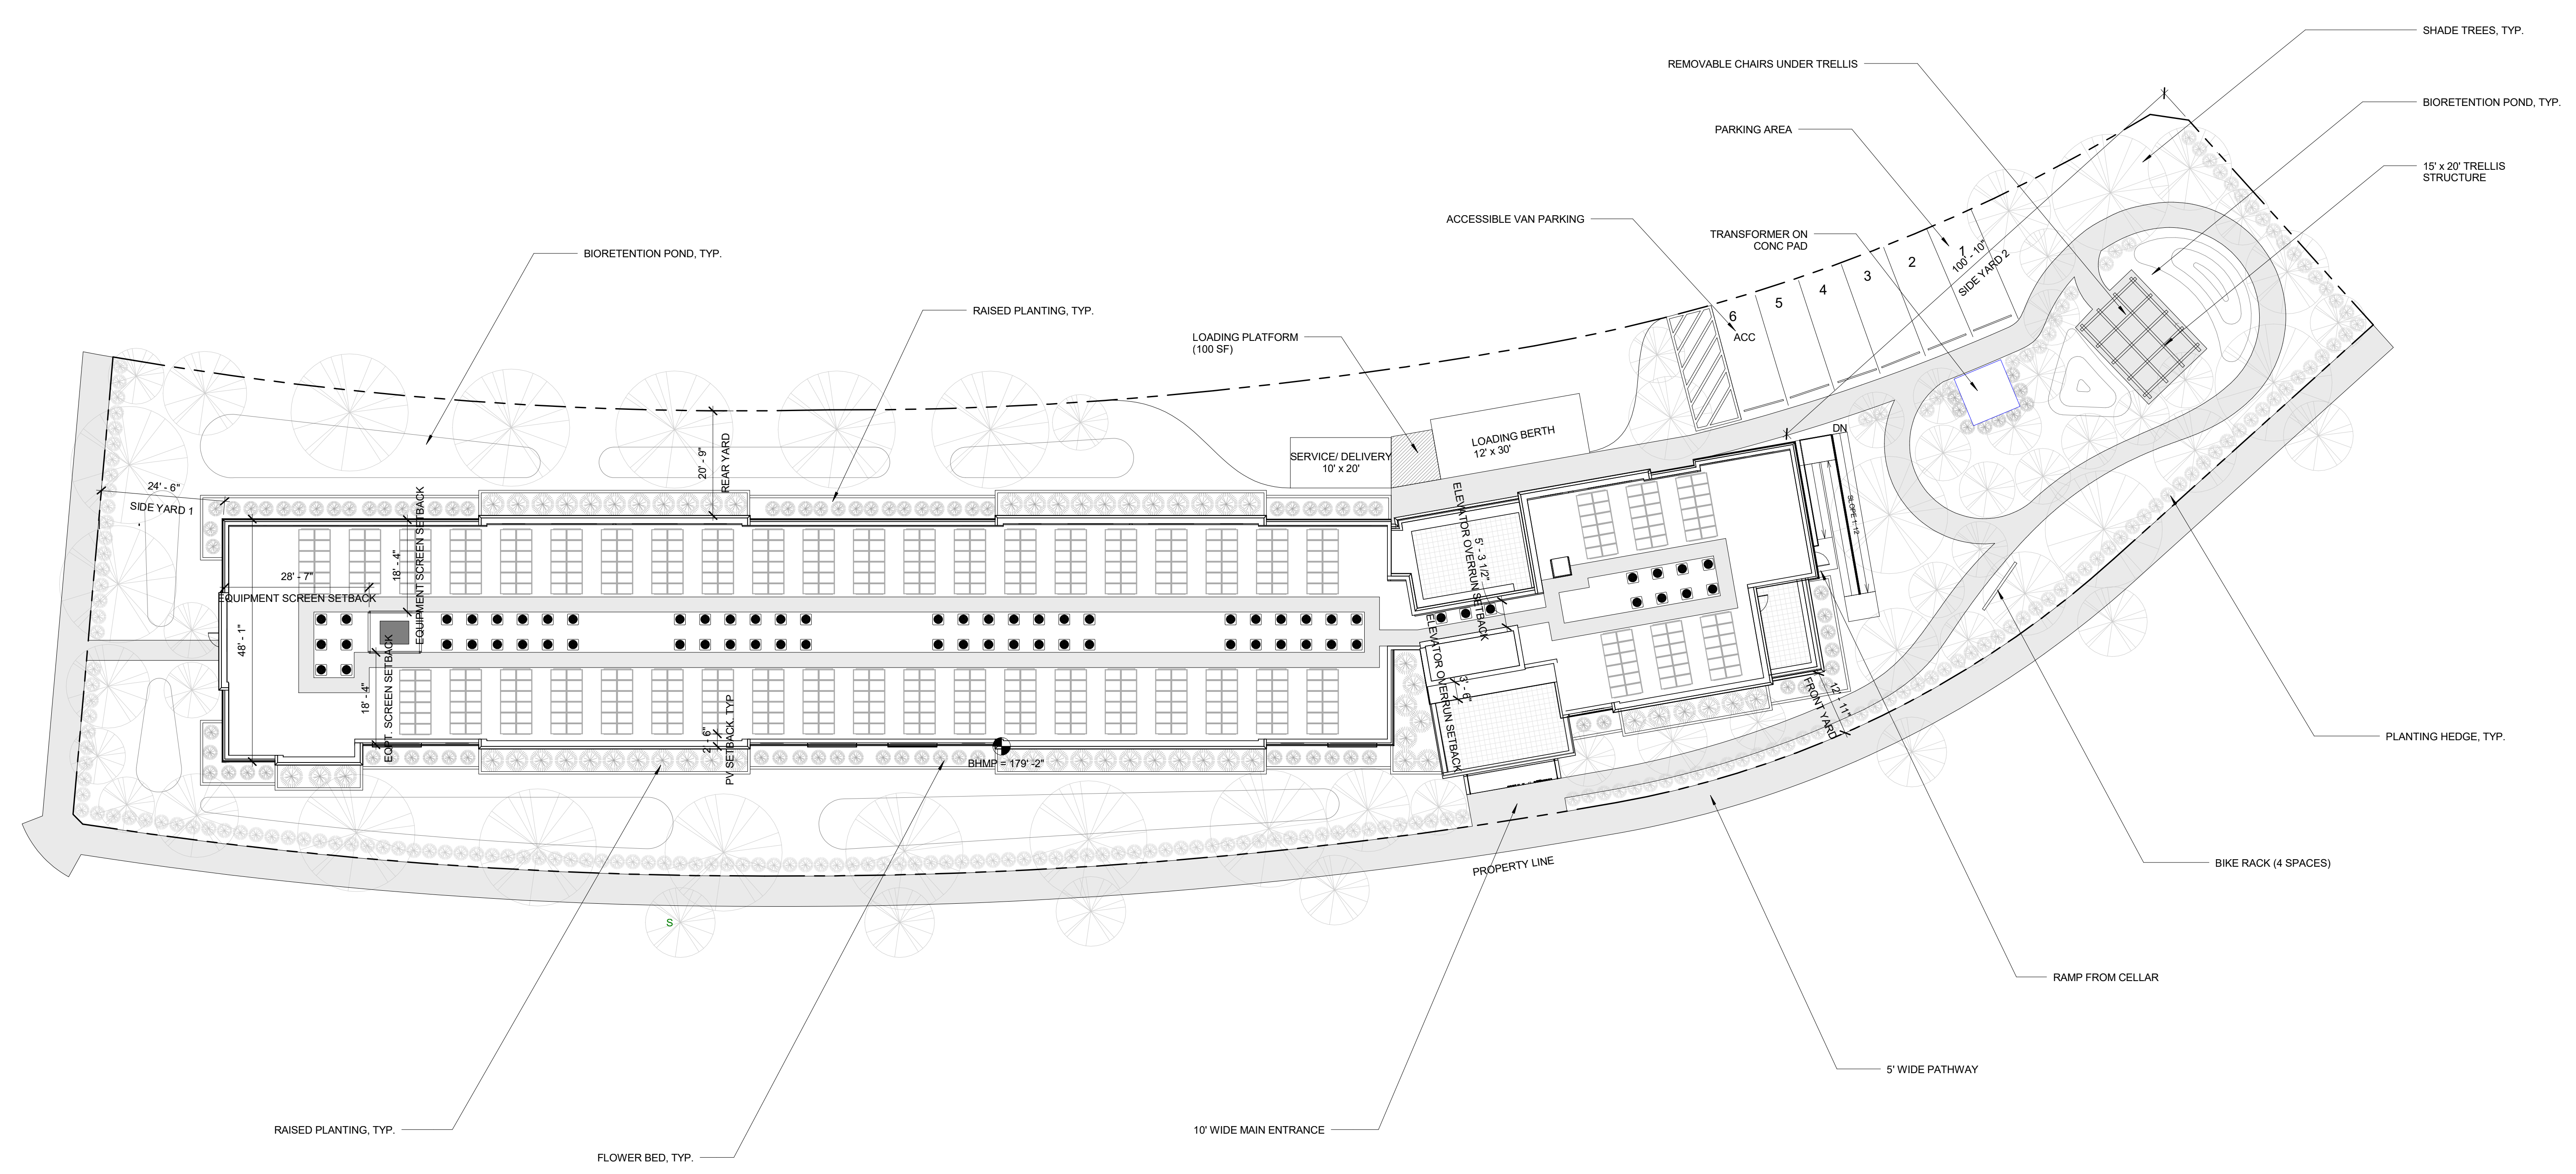 SHADE TREES, TYP.
REMOVABLE CHAIRS UNDER TRELLIS
BIORETENTION POND, TYP.
PARKING AREA
15' x 20' TRELLIS
STRUCTURE
ACCESSIBLE VAN PARKING
TRANSFORMER ON
CONC PAD
1
100' - 10"
SIDE YARD 2
2
3
4
5
6
ACC
BIORETENTION POND, TYP.
RAISED PLANTING, TYP.
LOADING PLATFORM
(100 SF)
LOADING BERTH
12' x 30'
SERVICE/ DELIVERY
10' x 20'
DN
SLOPE 1: 12
20' - 9"
REAR YARD
24' - 6"
SIDE YARD 1
28' - 7"
EQUIPMENT SCREEN SETBACK
18' - 4"
EQUIPMENT SCREEN SETBACK
48' - 1"
18' - 4"
EQPT. SCREEN SETBACK
2' - 6"
PV SETBACK. TYP
BHMP = 179' -2"
5' - 3 1/2"
ELEVATOR OVERRUN SETBACK
3' - 6"
ELEVATOR OVERRUN SETBACK
12' - 11"
FRONT YARD
PLANTING HEDGE, TYP.
PROPERTY LINE
BIKE RACK (4 SPACES)
S
RAMP FROM CELLAR
5' WIDE PATHWAY
RAISED PLANTING, TYP.
10' WIDE MAIN ENTRANCE
FLOWER BED, TYP.